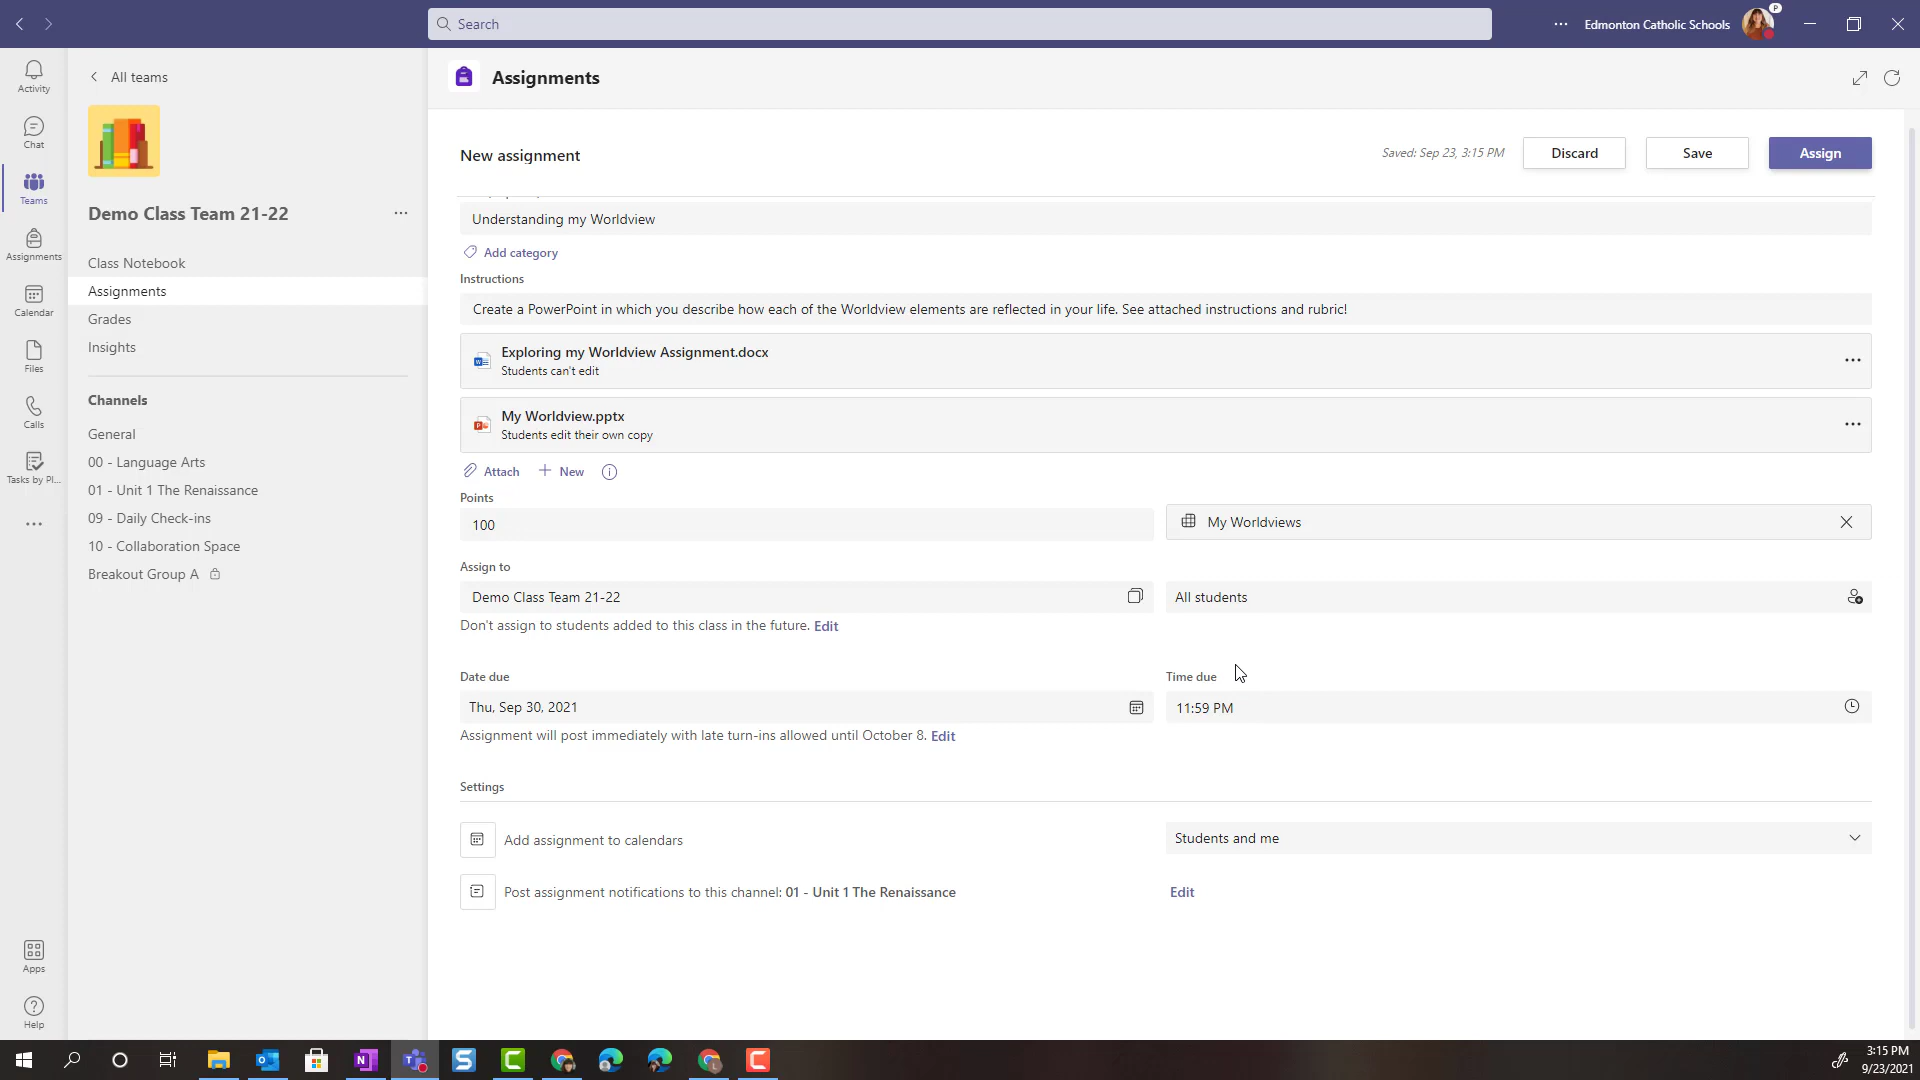 Search
Edmonton Catholic Schools
P
Activity
Chat
Teams
Assignments
Calendar
Files
Calls
Tasks by Pl...
Apps
Help
All teams
Demo Class Team 21-22
Class Notebook
Assignments
Grades
Insights
Channels
General
00 - Language Arts
01 - Unit 1 The Renaissance
09 - Daily Check-ins
10 - Collaboration Space
Breakout Group A
Assignments
New assignment
Saved: Sep 23, 3:15 PM
Discard
Save
Assign
Understanding my Worldview
Add category
Instructions
Create a PowerPoint in which you describe how each of the Worldview elements are reflected in your life. See attached instructions and rubric!
Exploring my Worldview Assignment.docx
Students can't edit
My Worldview.pptx
Students edit their own copy
Attach
New
Points
100
My Worldviews
Assign to
Demo Class Team 21-22
All students
Don't assign to students added to this class in the future. Edit
Date due
Time due
Thu, Sep 30, 2021
11:59 PM
Assignment will post immediately with late turn-ins allowed until October 8. Edit
Settings
Add assignment to calendars
Students and me
Post assignment notifications to this channel: 01 - Unit 1 The Renaissance
Edit
3:15 PM
9/23/2021